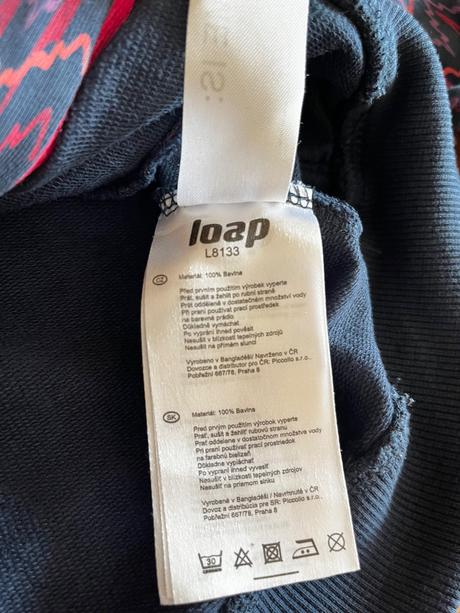 E IS:
loap
L8133
CZ
Materiál: 100% Bavlna
Před prvním použitím výrobek vyperte
Prát, sušit a žehlit po rubní straně
Prát odděleně v dostatečném množství vody
Při praní používat prací prostředek
na barevné prádlo
Důkladně vymáchat
Po vyprání ihned pověsit
Nesušit v blízkosti tepelných zdrojů
Nesušit na přímém slunci
Vyrobeno v Bangladéši/ Navrženo v ČR
Dovozce a distributor pro ČR: Piccollo s.r.o.,
Pobřežní 667/78, Praha 8
SK
Materiál: 100% Bavlna
Pred prvým použitím výrobok vyperte
Prať, sušiť a žehliť rubovú stranu
Prať oddelene v dostatočnom množstve vody
Pri praní používať prací prostriedok
na farebnú bielizeň
Dôkladne vypláchať
Po vypraní ihneď vyvesiť
Nesušiť v blízkosti tepelných zdrojov
Nesušiť na priamom slnku
Vyrobené v Bangladéši / Navrhnuté v ČR
Dovoz a distribúcia pre SR: Piccollo s.r.o.,
Pobřežní 667/78, Praha 8
30